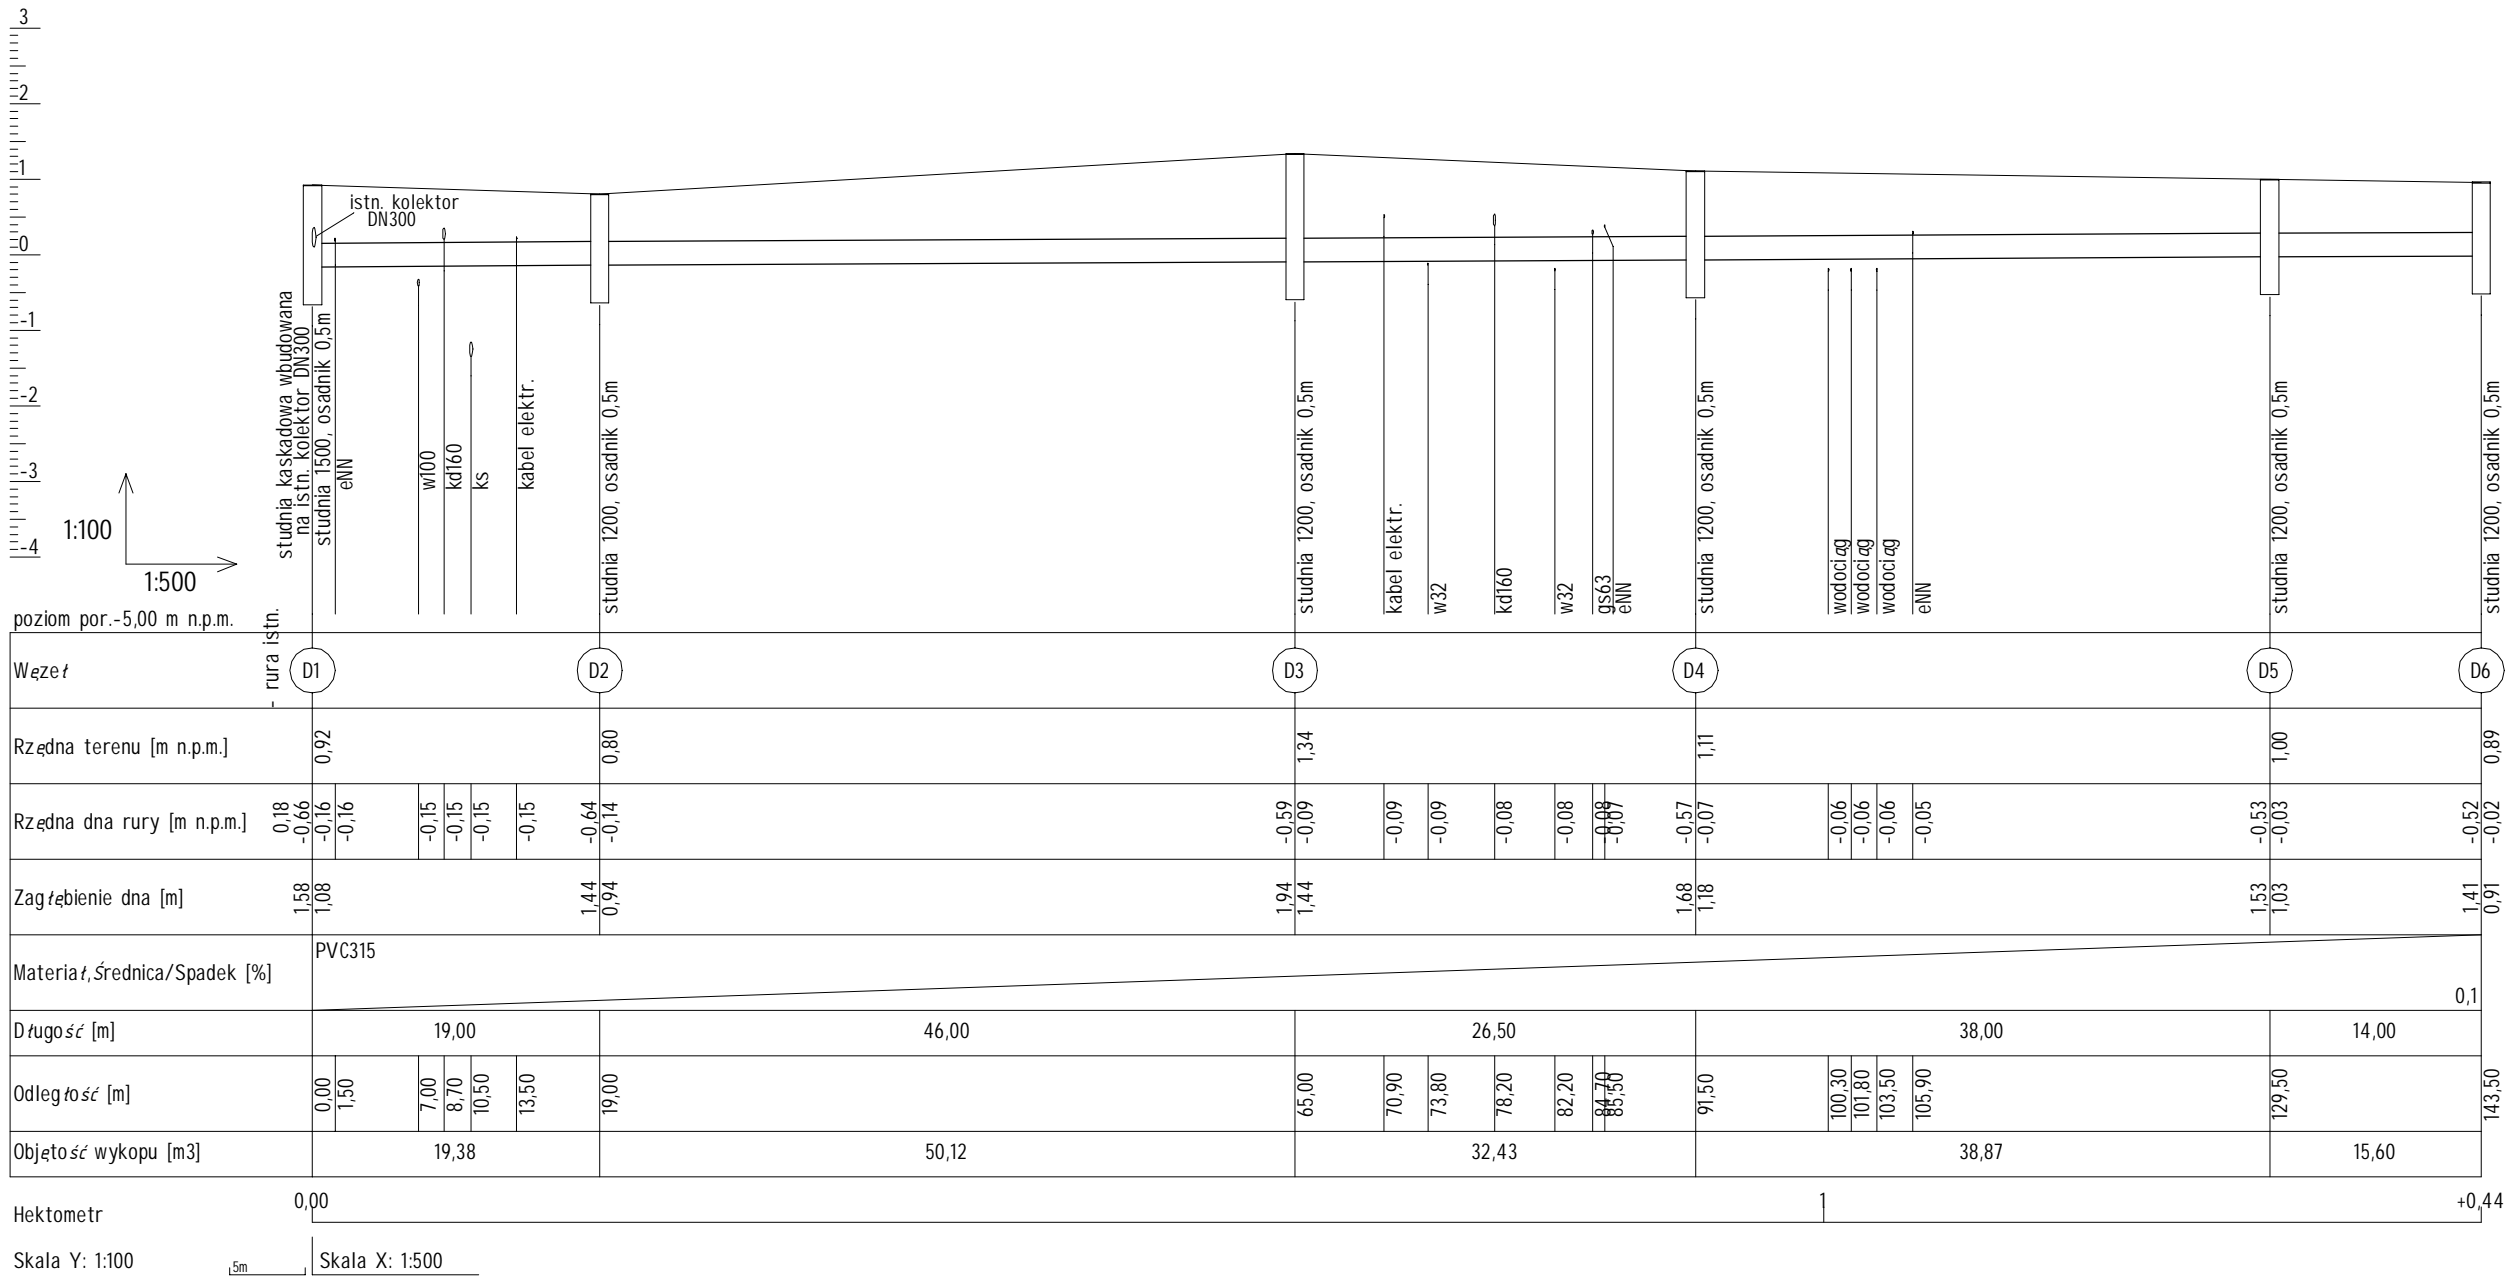 3
2
1
0
-1
-2
-3
-4
1:100
1:500
istn. kolektor
DN300
studnia kaskadowa wbudowana
na istn. kolektor DN300
studnia 1500, osadnik 0,5m
eNN
w100
kd160
ks
kabel elektr.
studnia 1200, osadnik 0,5m
studnia 1200, osadnik 0,5m
kabel elektr.
w32
kd160
w32
gs63
eNN
studnia 1200, osadnik 0,5m
wodociąg
wodociąg
wodociąg
eNN
studnia 1200, osadnik 0,5m
studnia 1200, osadnik 0,5m
poziom por.-5,00 m n.p.m.
- rura istn.
Węzeł
D1 D2 D3 D4 D5 D6
Rzędna terenu [m n.p.m.]
0,92 0,80 1,34 1,11 1,00 0,89
Rzędna dna rury [m n.p.m.]
0,18 -0,66 -0,16 -0,16 -0,15 -0,15 -0,15 -0,15 -0,64 -0,14 -0,59 -0,09 -0,09 -0,09 -0,08 -0,08 -0,08 -0,07 -0,57 -0,07 -0,06 -0,06 -0,06 -0,05 -0,53 -0,03 -0,52 -0,02
Zagłębienie dna [m]
1,58 1,08 1,44 0,94 1,94 1,44 1,68 1,18 1,53 1,03 1,41 0,91
Materiał,Średnica/Spadek [%]
PVC315
0,1
Długość [m]
19,00 46,00 26,50 38,00 14,00
Odległość [m]
0,00 1,50 7,00 8,70 10,50 13,50 19,00 65,00 70,90 73,80 78,20 82,20 84,70 85,50 91,50 100,30 101,80 103,50 105,90 129,50 143,50
Objętość wykopu [m3]
19,38 50,12 32,43 38,87 15,60
Hektometr
0,00 1 +0,44
Skala Y: 1:100
5m
Skala X: 1:500